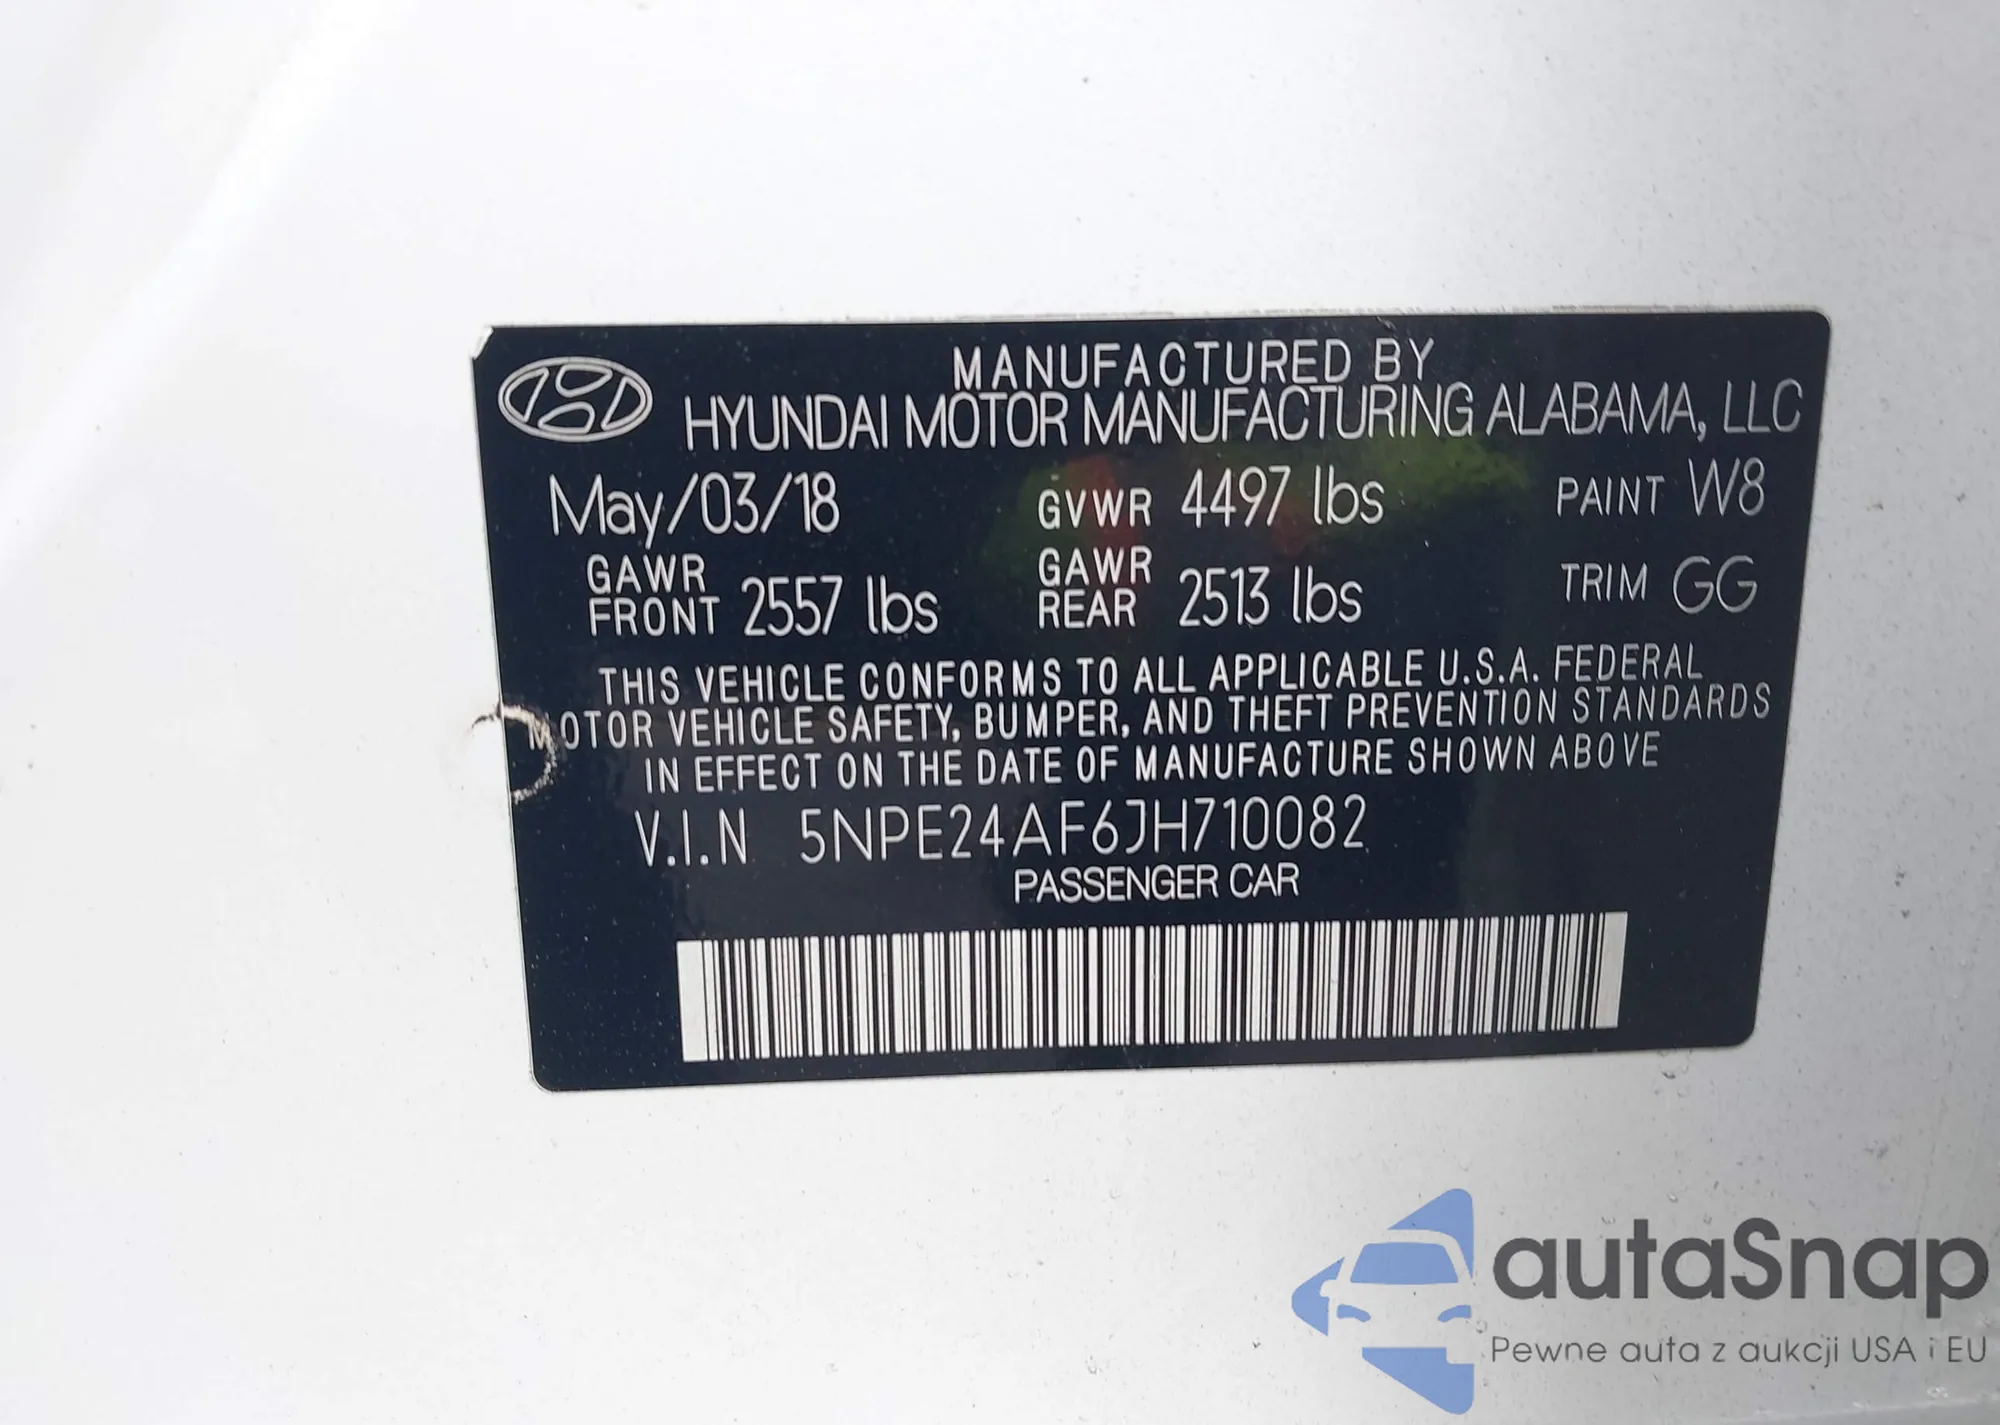 MANUFACTURED BY
HYUNDAI MOTOR MANUFACTURING ALABAMA, LLC
May/03/18 GVWR 4497 lbs PAINT W8
GAWR FRONT 2557 lbs GAWR REAR 2513 lbs TRIM GG
THIS VEHICLE CONFORMS TO ALL APPLICABLE U.S.A. FEDERAL
MOTOR VEHICLE SAFETY, BUMPER, AND THEFT PREVENTION STANDARDS
IN EFFECT ON THE DATE OF MANUFACTURE SHOWN ABOVE
V.I.N 5NPE24AF6JH710082
PASSENGER CAR
autaSnap
Pewne auta z aukcji USA i EU